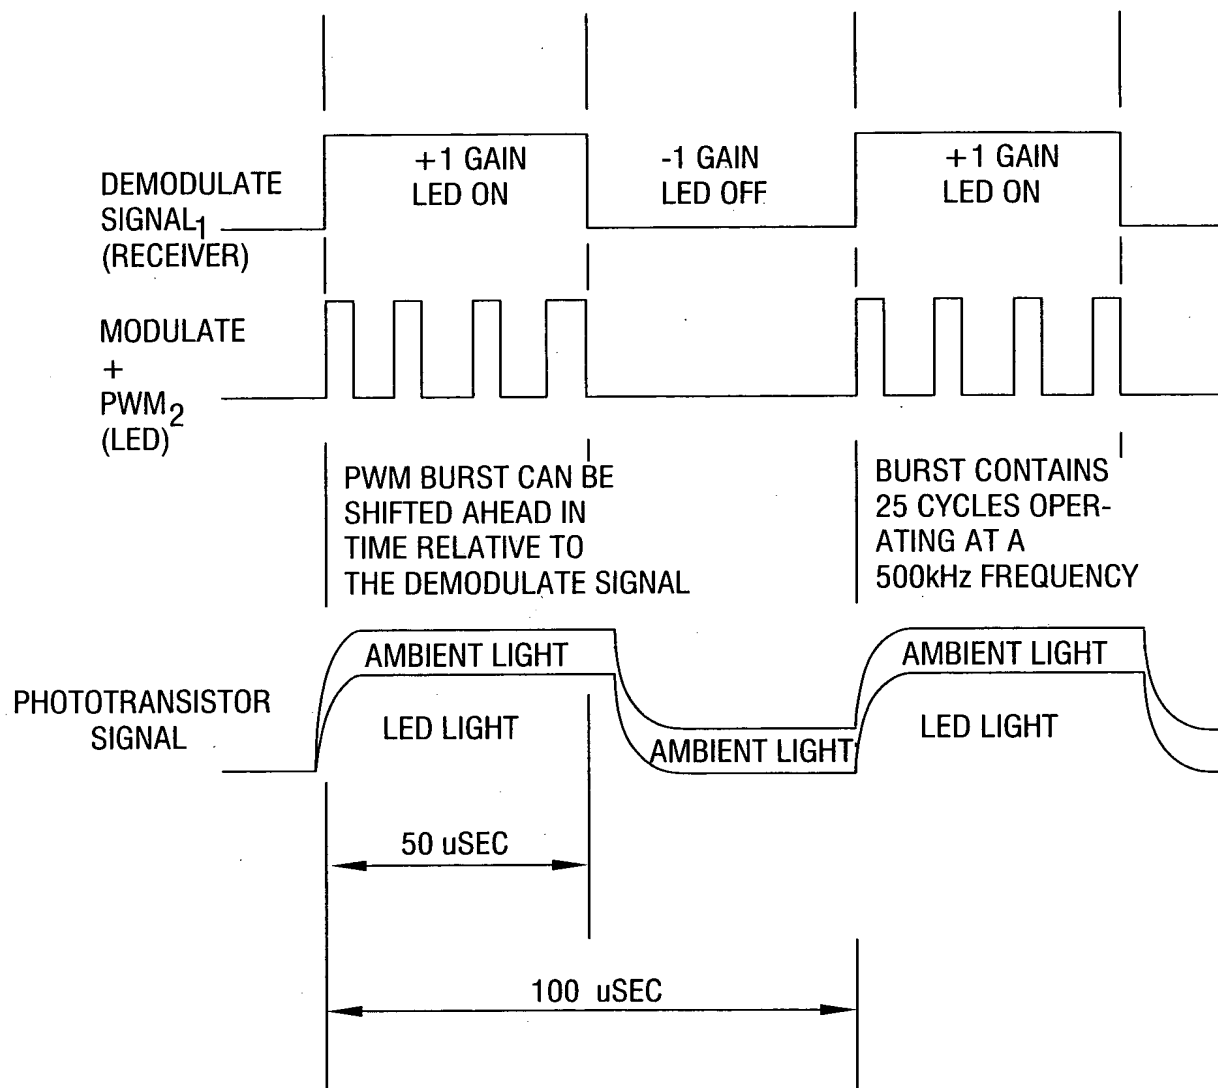 +1 GAIN
LED ON
-1 GAIN
LED OFF
+1 GAIN
LED ON
DEMODULATE
SIGNAL1
(RECEIVER)
MODULATE
+
PWM2
(LED)
PWM BURST CAN BE
SHIFTED AHEAD IN
TIME RELATIVE TO
THE DEMODULATE SIGNAL
BURST CONTAINS
25 CYCLES OPER-
ATING AT A
500kHz FREQUENCY
PHOTOTRANSISTOR
SIGNAL
AMBIENT LIGHT
LED LIGHT
AMBIENT LIGHT
AMBIENT LIGHT
LED LIGHT
50 uSEC
100 uSEC